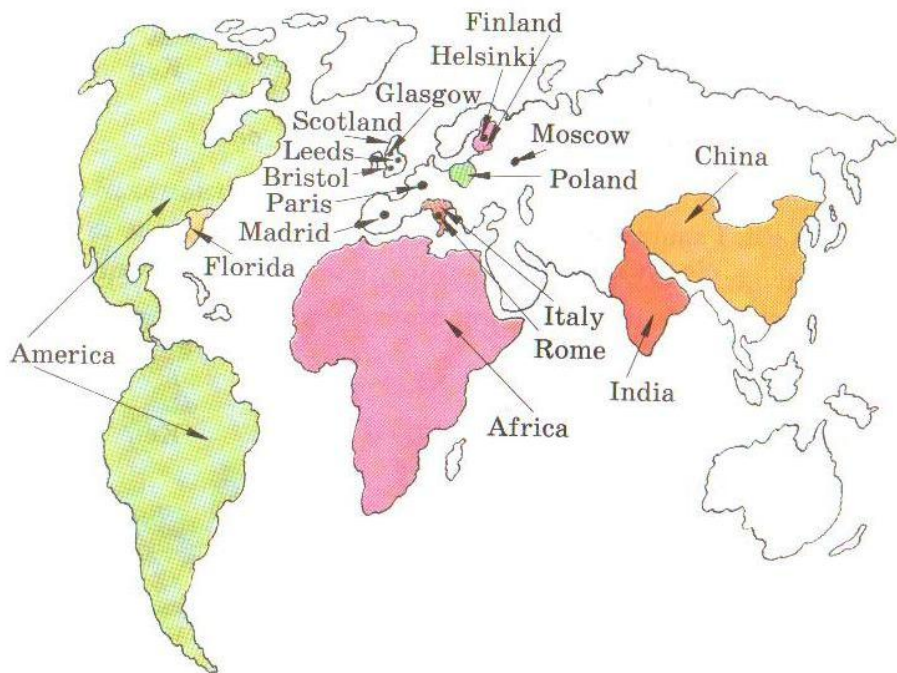 Finland
Helsinki
Glasgow
Scotland
Leeds
Bristol
Paris
Madrid
Florida
Moscow
Poland
China
America
Italy
Rome
India
Africa